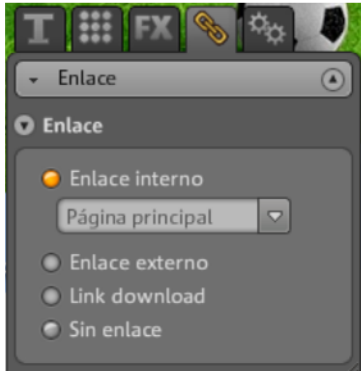 T FX
Enlace
Enlace
Enlace interno
Página principal
Enlace externo
Link download
Sin enlace